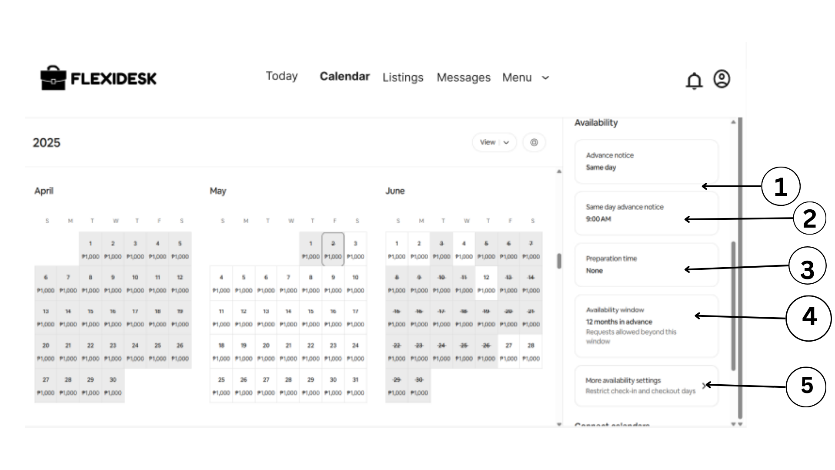 FLEXIDESK
Today Calendar Listings Messages Menu
2025
View
April
S M T W T F S
1 2 3 4 5
₱1,000 ₱1,000 ₱1,000 ₱1,000 ₱1,000
6 7 8 9 10 11 12
₱1,000 ₱1,000 ₱1,000 ₱1,000 ₱1,000 ₱1,000 ₱1,000
13 14 15 16 17 18 19
₱1,000 ₱1,000 ₱1,000 ₱1,000 ₱1,000 ₱1,000 ₱1,000
20 21 22 23 24 25 26
₱1,000 ₱1,000 ₱1,000 ₱1,000 ₱1,000 ₱1,000 ₱1,000
27 28 29 30
₱1,000 ₱1,000 ₱1,000 ₱1,000
May
S M T W T F S
1 2 3
₱1,000 ₱1,000 ₱1,000
4 5 6 7 8 9 10
₱1,000 ₱1,000 ₱1,000 ₱1,000 ₱1,000 ₱1,000 ₱1,000
11 12 13 14 15 16 17
₱1,000 ₱1,000 ₱1,000 ₱1,000 ₱1,000 ₱1,000 ₱1,000
18 19 20 21 22 23 24
₱1,000 ₱1,000 ₱1,000 ₱1,000 ₱1,000 ₱1,000 ₱1,000
25 26 27 28 29 30 31
₱1,000 ₱1,000 ₱1,000 ₱1,000 ₱1,000 ₱1,000 ₱1,000
June
S M T W T F S
1 2 3 4 5 6 7
₱1,000 ₱1,000 ₱1,000 ₱1,000 ₱1,000 ₱1,000 ₱1,000
8 9 10 11 12 13 14
₱1,000 ₱1,000 ₱1,000 ₱1,000 ₱1,000 ₱1,000 ₱1,000
15 16 17 18 19 20 21
₱1,000 ₱1,000 ₱1,000 ₱1,000 ₱1,000 ₱1,000 ₱1,000
22 23 24 25 26 27 28
₱1,000 ₱1,000 ₱1,000 ₱1,000 ₱1,000 ₱1,000 ₱1,000
29 30
₱1,000 ₱1,000
Availability
Advance notice
Same day
1
Same day advance notice
9:00 AM
2
Preparation time
None
3
Availability window
12 months in advance
Requests allowed beyond this
window
4
More availability settings
Restrict check-in and checkout days
5